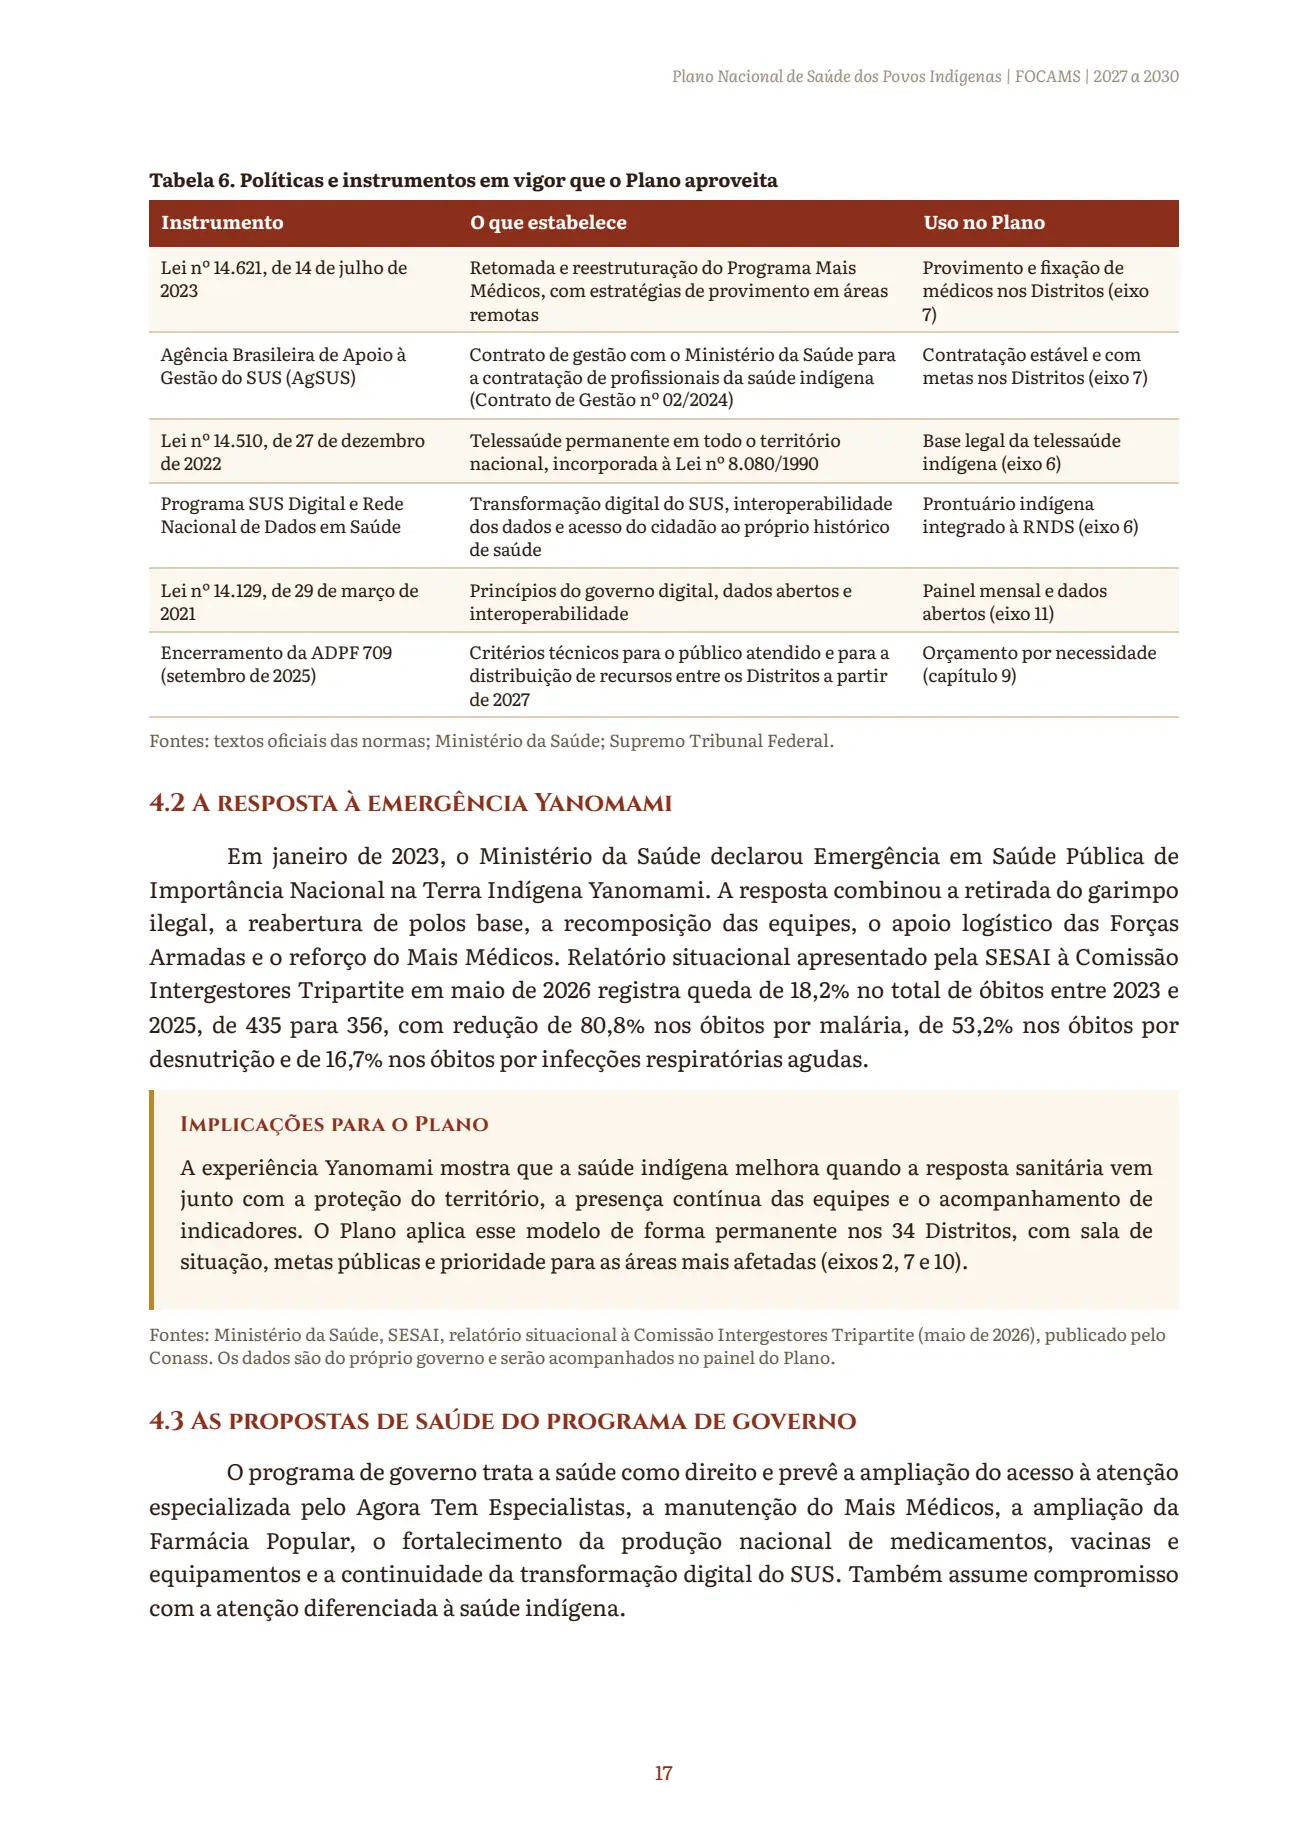 Plano Nacional de Saúde dos Povos Indígenas | FOCAMS | 2027 a 2030
Tabela 6. Políticas e instrumentos em vigor que o Plano aproveita
Instrumento
O que estabelece
Uso no Plano
Lei nº 14.621, de 14 de julho de
2023
Retomada e reestruturação do Programa Mais
Médicos, com estratégias de provimento em áreas
remotas
Provimento e fixação de
médicos nos Distritos (eixo
7)
Agência Brasileira de Apoio à
Gestão do SUS (AgSUS)
Contrato de gestão com o Ministério da Saúde para
a contratação de profissionais da saúde indígena
(Contrato de Gestão nº 02/2024)
Contratação estável e com
metas nos Distritos (eixo 7)
Lei nº 14.510, de 27 de dezembro
de 2022
Telessaúde permanente em todo o território
nacional, incorporada à Lei nº 8.080/1990
Base legal da telessaúde
indígena (eixo 6)
Programa SUS Digital e Rede
Nacional de Dados em Saúde
Transformação digital do SUS, interoperabilidade
dos dados e acesso do cidadão ao próprio histórico
de saúde
Prontuário indígena
integrado à RNDS (eixo 6)
Lei nº 14.129, de 29 de março de
2021
Princípios do governo digital, dados abertos e
interoperabilidade
Painel mensal e dados
abertos (eixo 11)
Encerramento da ADPF 709
(setembro de 2025)
Critérios técnicos para o público atendido e para a
distribuição de recursos entre os Distritos a partir
de 2027
Orçamento por necessidade
(capítulo 9)
Fontes: textos oficiais das normas; Ministério da Saúde; Supremo Tribunal Federal.
4.2 A resposta à emergência Yanomami
Em janeiro de 2023, o Ministério da Saúde declarou Emergência em Saúde Pública de
Importância Nacional na Terra Indígena Yanomami. A resposta combinou a retirada do garimpo
ilegal, a reabertura de polos base, a recomposição das equipes, o apoio logístico das Forças
Armadas e o reforço do Mais Médicos. Relatório situacional apresentado pela SESAI à Comissão
Intergestores Tripartite em maio de 2026 registra queda de 18,2% no total de óbitos entre 2023 e
2025, de 435 para 356, com redução de 80,8% nos óbitos por malária, de 53,2% nos óbitos por
desnutrição e de 16,7% nos óbitos por infecções respiratórias agudas.
Implicações para o Plano
A experiência Yanomami mostra que a saúde indígena melhora quando a resposta sanitária vem
junto com a proteção do território, a presença contínua das equipes e o acompanhamento de
indicadores. O Plano aplica esse modelo de forma permanente nos 34 Distritos, com sala de
situação, metas públicas e prioridade para as áreas mais afetadas (eixos 2, 7 e 10).
Fontes: Ministério da Saúde, SESAI, relatório situacional à Comissão Intergestores Tripartite (maio de 2026), publicado pelo
Conass. Os dados são do próprio governo e serão acompanhados no painel do Plano.
4.3 As propostas de saúde do programa de governo
O programa de governo trata a saúde como direito e prevê a ampliação do acesso à atenção
especializada pelo Agora Tem Especialistas, a manutenção do Mais Médicos, a ampliação da
Farmácia Popular, o fortalecimento da produção nacional de medicamentos, vacinas e
equipamentos e a continuidade da transformação digital do SUS. Também assume compromisso
com a atenção diferenciada à saúde indígena.
17